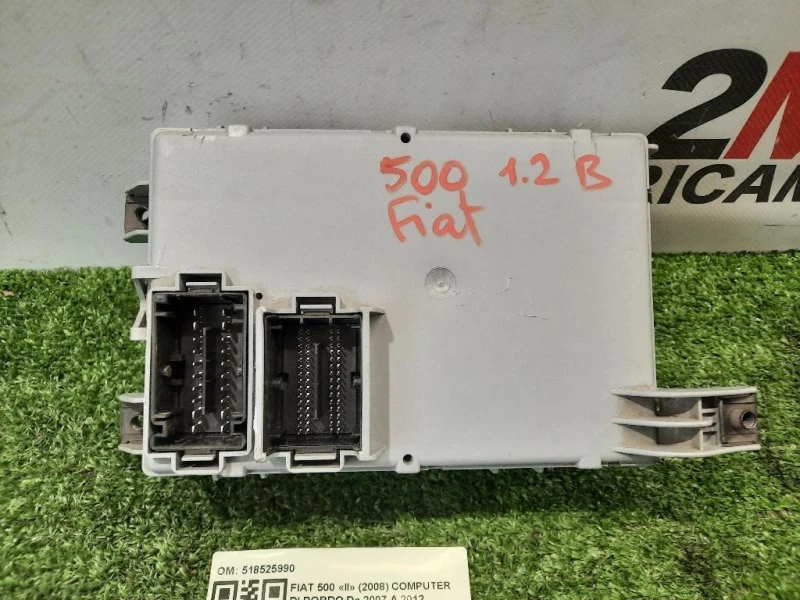 2M
RICAM
500 1.2 B
Fiat
OM: 518525990
FIAT 500 «II» (2008) COMPUTER
DI BORDO Da 2007 A 2012